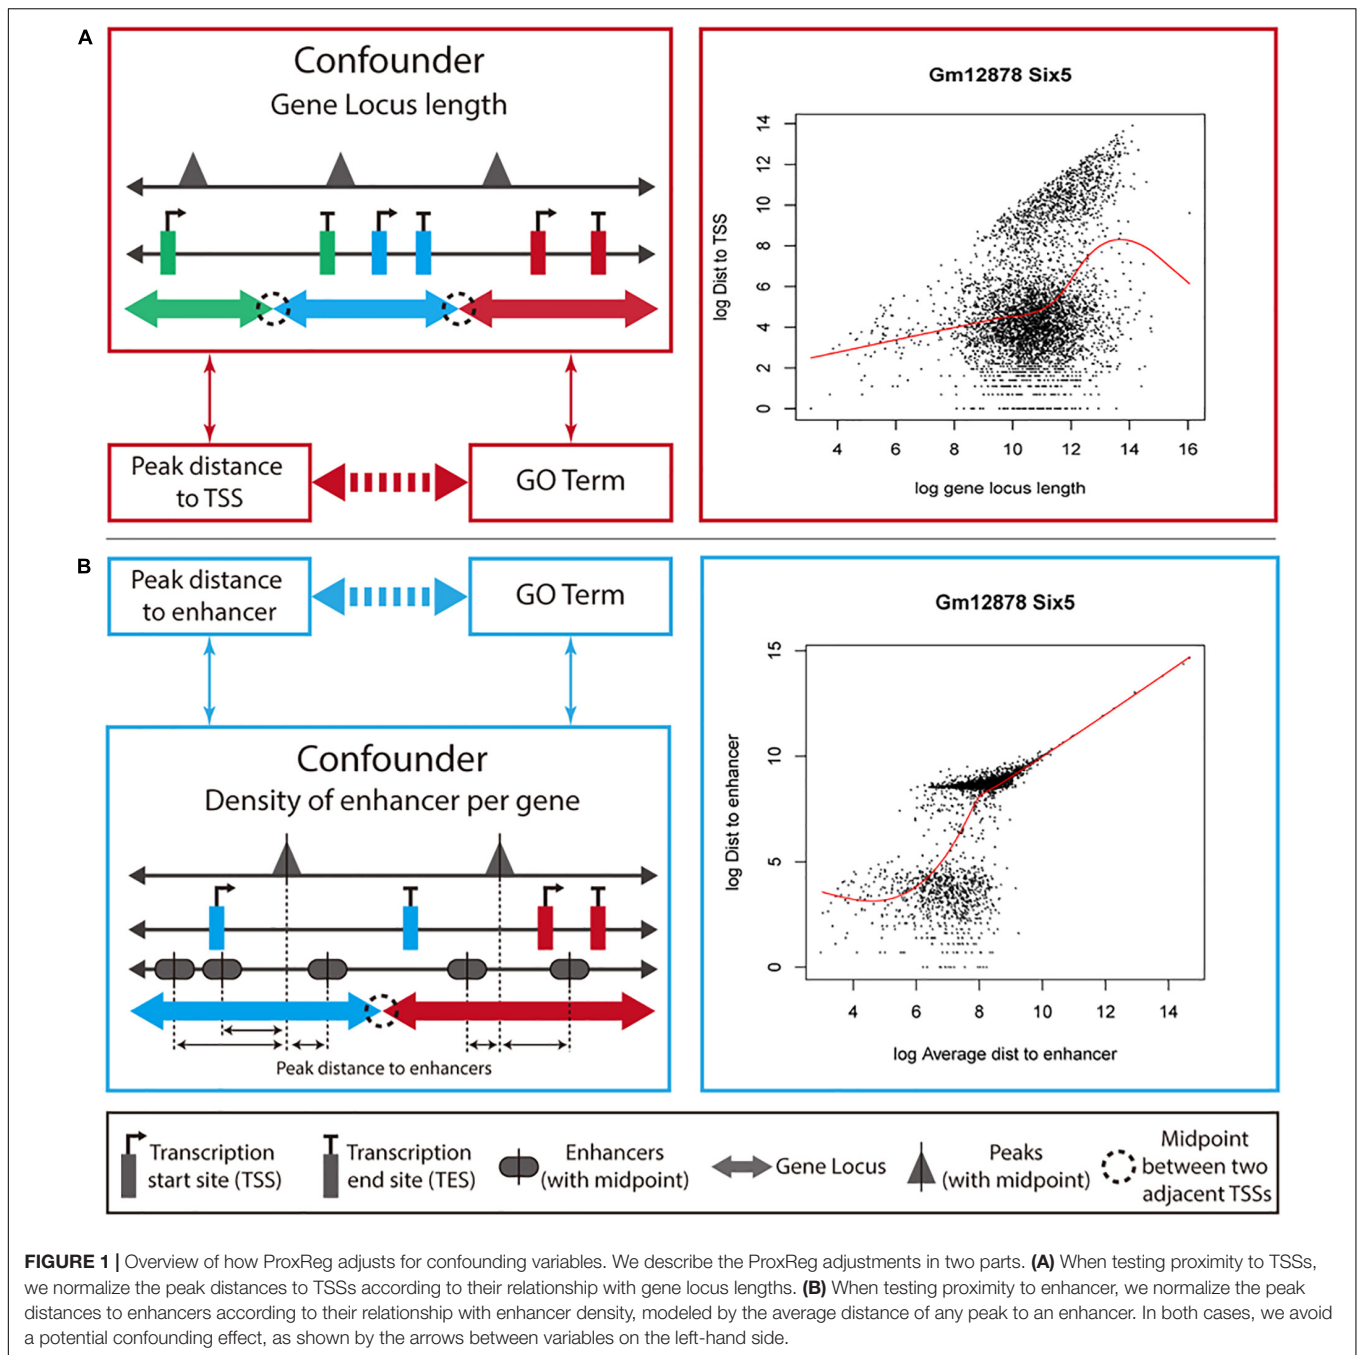 A
Confounder
Gene Locus length
Peak distance
to TSS
GO Term
Gm12878 Six5
log Dist to TSS
14
12
10
8
6
4
2
0
4 6 8 10 12 14 16
log gene locus length
B
Peak distance
to enhancer
GO Term
Confounder
Density of enhancer per gene
Peak distance to enhancers
Gm12878 Six5
log Dist to enhancer
15
10
5
0
4 6 8 10 12 14
log Average dist to enhancer
Transcription
start site (TSS)
Transcription
end site (TES)
Enhancers
(with midpoint)
Gene Locus
Peaks
(with midpoint)
Midpoint
between two
adjacent TSSs
FIGURE 1 | Overview of how ProxReg adjusts for confounding variables. We describe the ProxReg adjustments in two parts. (A) When testing proximity to TSSs,
we normalize the peak distances to TSSs according to their relationship with gene locus lengths. (B) When testing proximity to enhancer, we normalize the peak
distances to enhancers according to their relationship with enhancer density, modeled by the average distance of any peak to an enhancer. In both cases, we avoid
a potential confounding effect, as shown by the arrows between variables on the left-hand side.